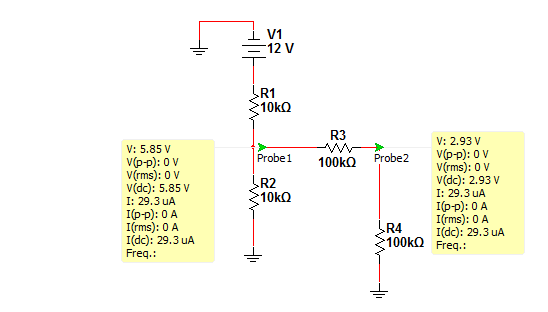 V1
12 V
R1
10kΩ
R3
100kΩ
Probe1
Probe2
R2
10kΩ
R4
100kΩ
V: 5.85 V
V(p-p): 0 V
V(rms): 0 V
V(dc): 5.85 V
I: 29.3 uA
I(p-p): 0 A
I(rms): 0 A
I(dc): 29.3 uA
Freq.:
V: 2.93 V
V(p-p): 0 V
V(rms): 0 V
V(dc): 2.93 V
I: 29.3 uA
I(p-p): 0 A
I(rms): 0 A
I(dc): 29.3 uA
Freq.: